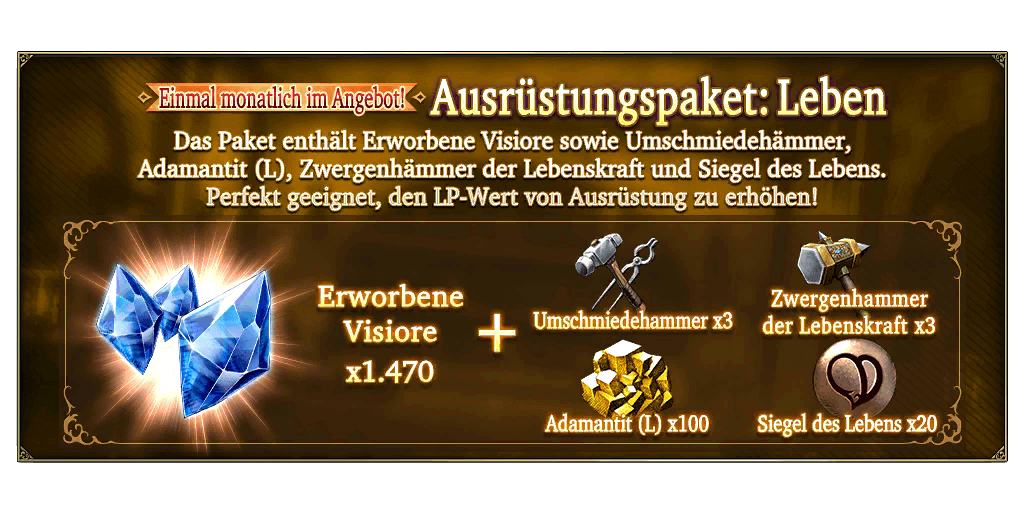 Einmal monatlich im Angebot! Ausrüstungspaket: Leben
Das Paket enthält Erworbene Visiore sowie Umschmiedehämmer,
Adamantit (L), Zwergenhämmer der Lebenskraft und Siegel des Lebens.
Perfekt geeignet, den LP-Wert von Ausrüstung zu erhöhen!
Erworbene
Visiore
x1.470
+
Umschmiedehammer x3
Zwergenhammer
der Lebenskraft x3
Adamantit (L) x100
Siegel des Lebens x20